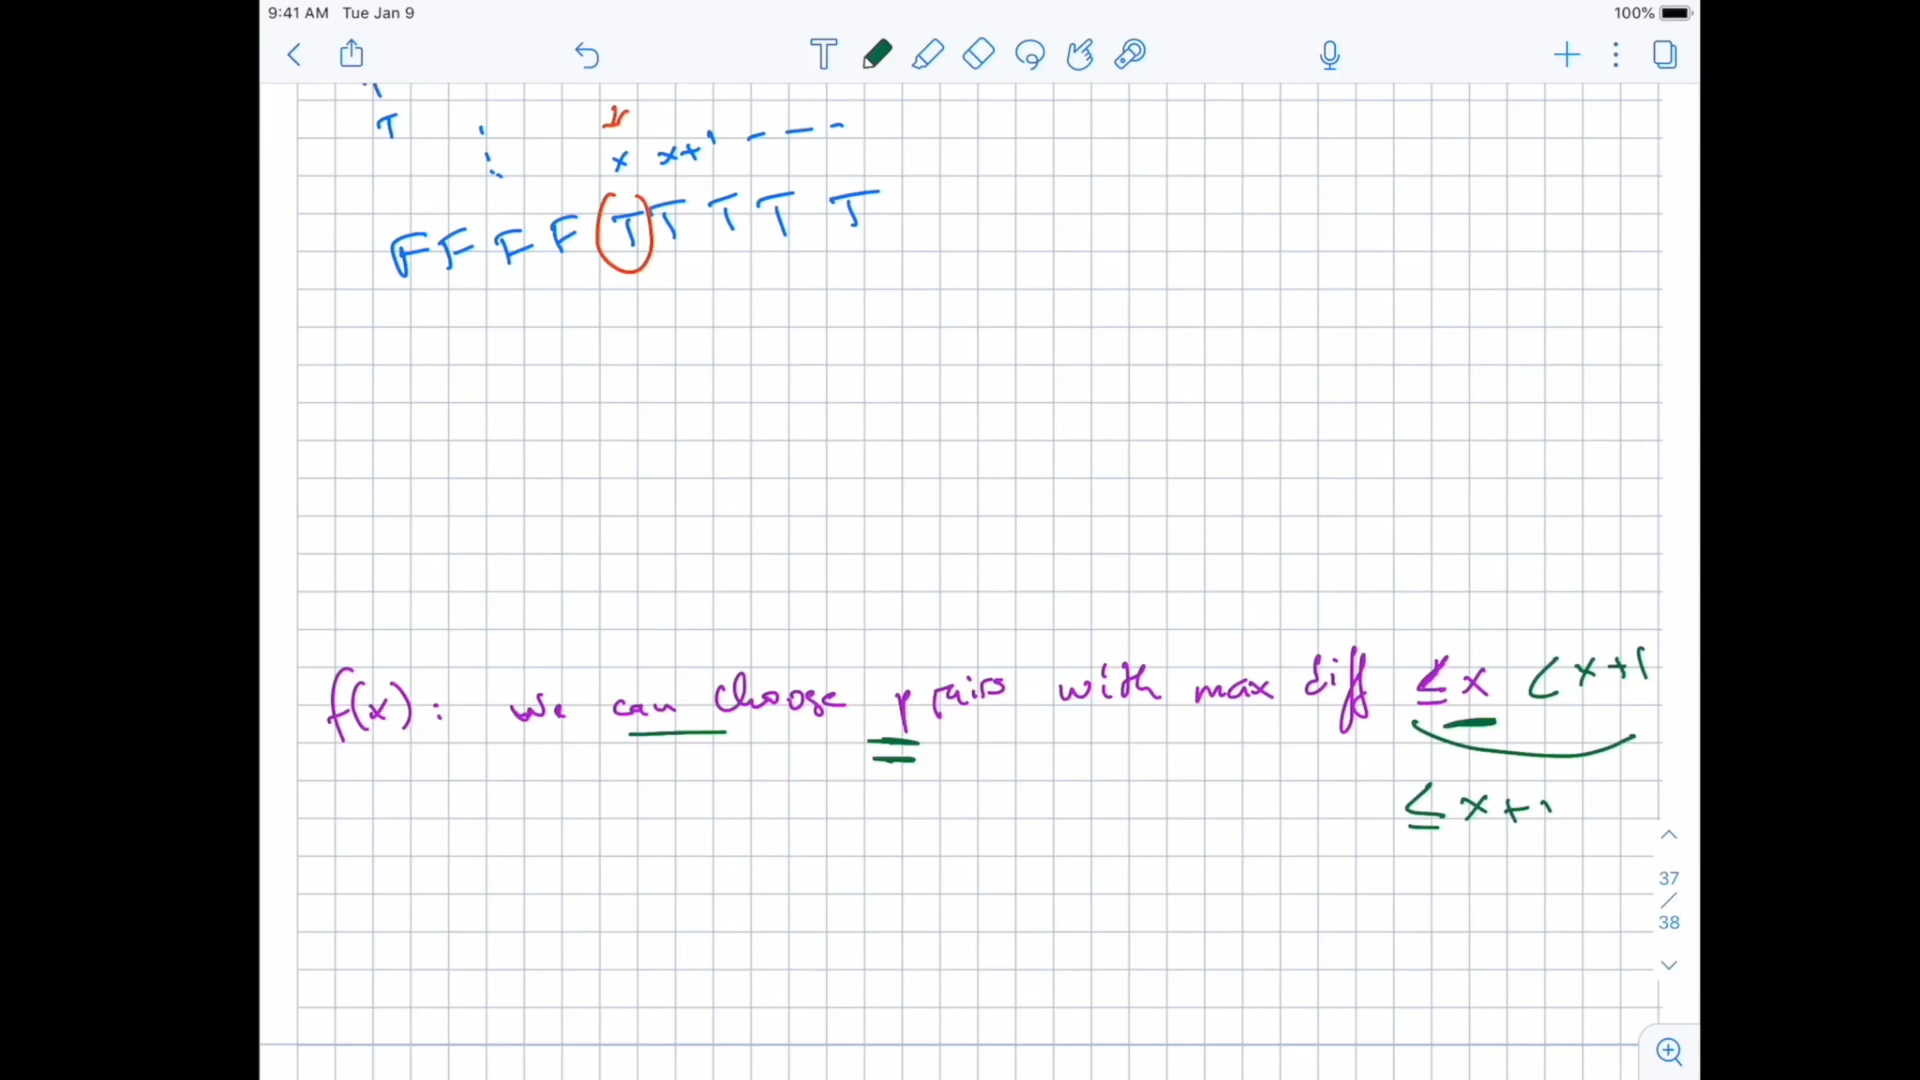 9:41 AM Tue Jan 9 100%
T
x x+1
F F F F T T T T T
f(x): we can choose p pairs with max diff ≤ x < x+1
≤ x+1
37
/
38